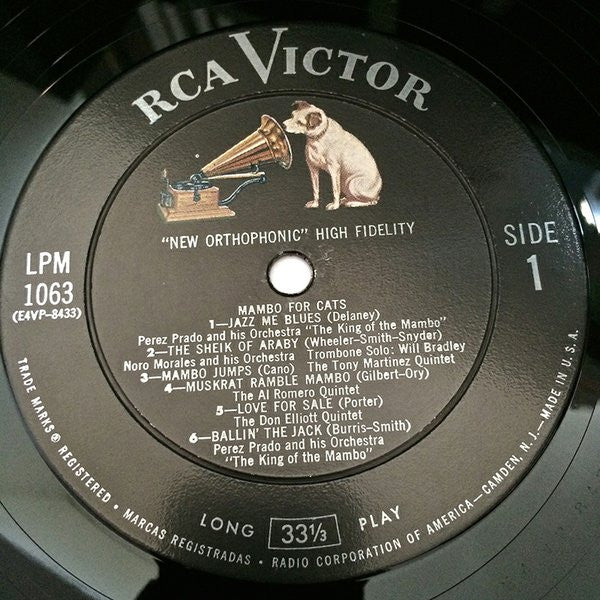 RCA VICTOR
"NEW ORTHOPHONIC" HIGH FIDELITY
LPM
1063
(E4VP-8433)
SIDE
1
MAMBO FOR CATS
1—JAZZ ME BLUES (Delaney)
Perez Prado and his Orchestra "The King of the Mambo"
2—THE SHEIK OF ARABY (Wheeler-Smith-Snyder)
Noro Morales and his Orchestra Trombone Solo: Will Bradley
3—MAMBO JUMPS (Cano) The Tony Martinez Quintet
4—MUSKRAT RAMBLE MAMBO (Gilbert-Ory)
The Al Romero Quintet
5—LOVE FOR SALE (Porter)
The Don Elliott Quintet
6—BALLIN' THE JACK (Burris-Smith)
Perez Prado and his Orchestra
"The King of the Mambo"
LONG 33⅓ PLAY
TRADE MARKS ® REGISTERED • MARCAS REGISTRADAS • RADIO CORPORATION OF AMERICA—CAMDEN, N. J.—MADE IN U. S. A.